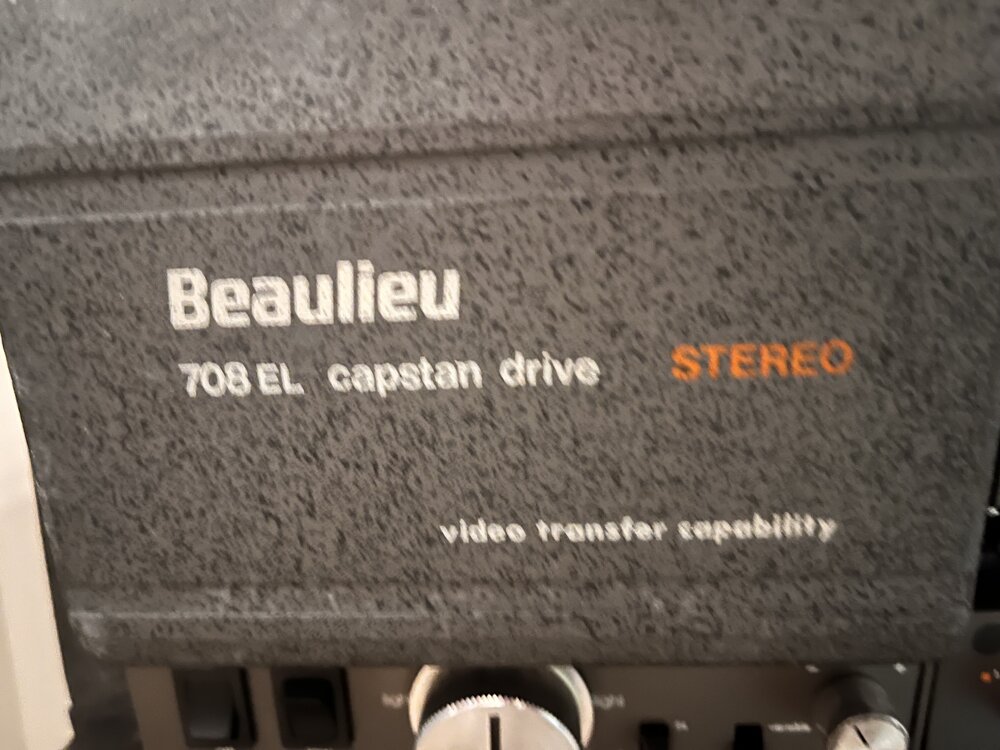 Beaulieu
708 EL capstan drive STEREO
video transfer capability